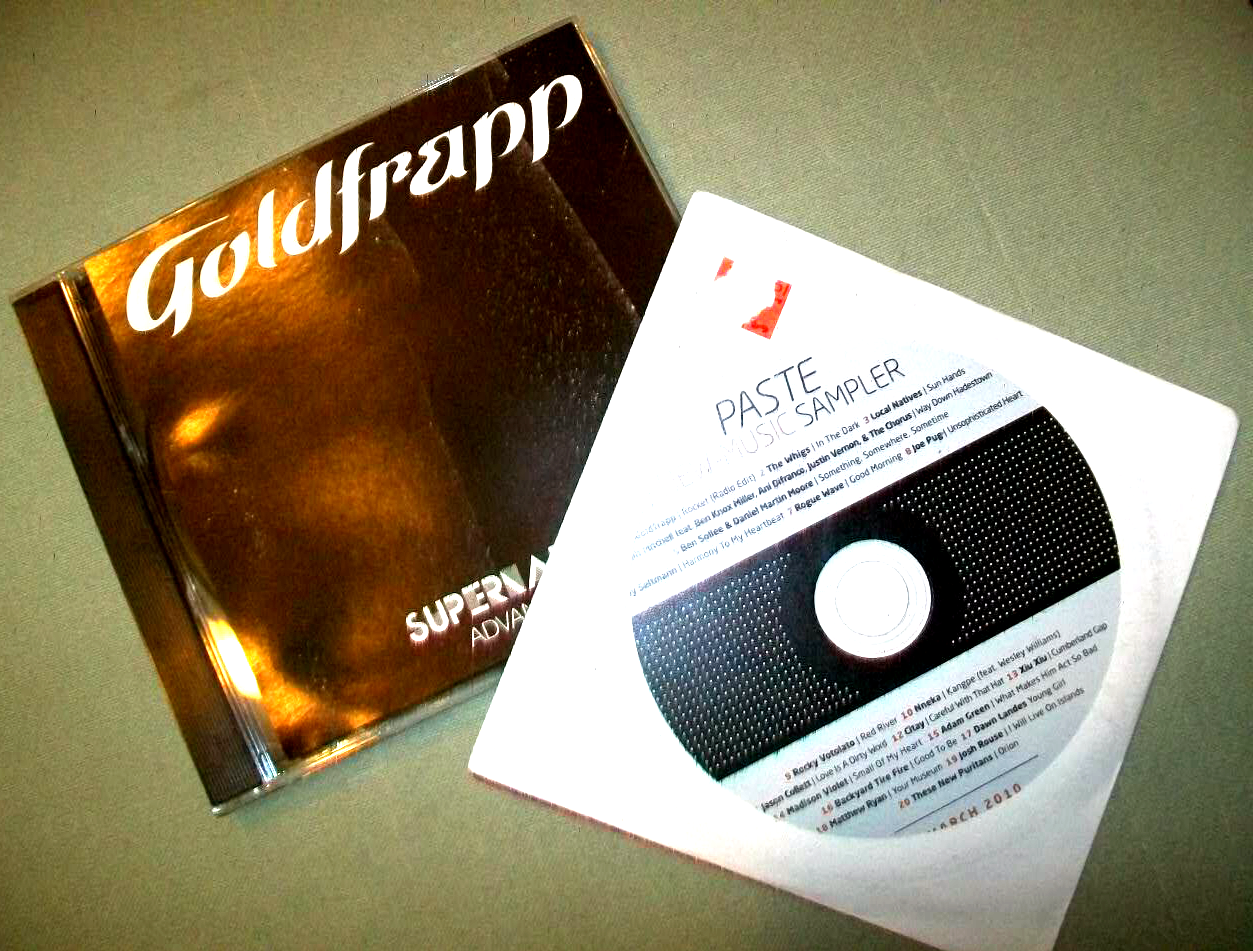 Goldfrapp
SUPERNA
ADVAN
PASTE
MUSIC SAMPLER
Goldfrapp | Rocket (Radio Edit) 2 The Whigs | In The Dark 3 Local Natives | Sun Hands
Mitchell feat. Ben Knox Miller, Ani Difranco, Justin Vernon, & The Chorus | Way Down Hadestown
Ben Sollee & Daniel Martin Moore | Something, Somewhere, Sometime
Seltmann | Harmony To My Heartbeat 7 Rogue Wave | Good Morning 8 Joe Pug | Unsophisticated Heart
9 Rocky Votolato | Red River 10 Nneka | Kangpe (feat. Wesley Williams)
Jason Collett | Love Is A Dirty Word 12 Citay | Careful With That Hat 13 Xiu Xiu | Cumberland Gap
14 Madison Violet | Small Of My Heart 15 Adam Green | What Makes Him Act So Bad
16 Backyard Tire Fire | Good To Be 17 Dawn Landes Young Girl
18 Matthew Ryan | Your Museum 19 Josh Rouse | I Will Live On Islands
20 These New Puritans | Orion
MARCH 2010